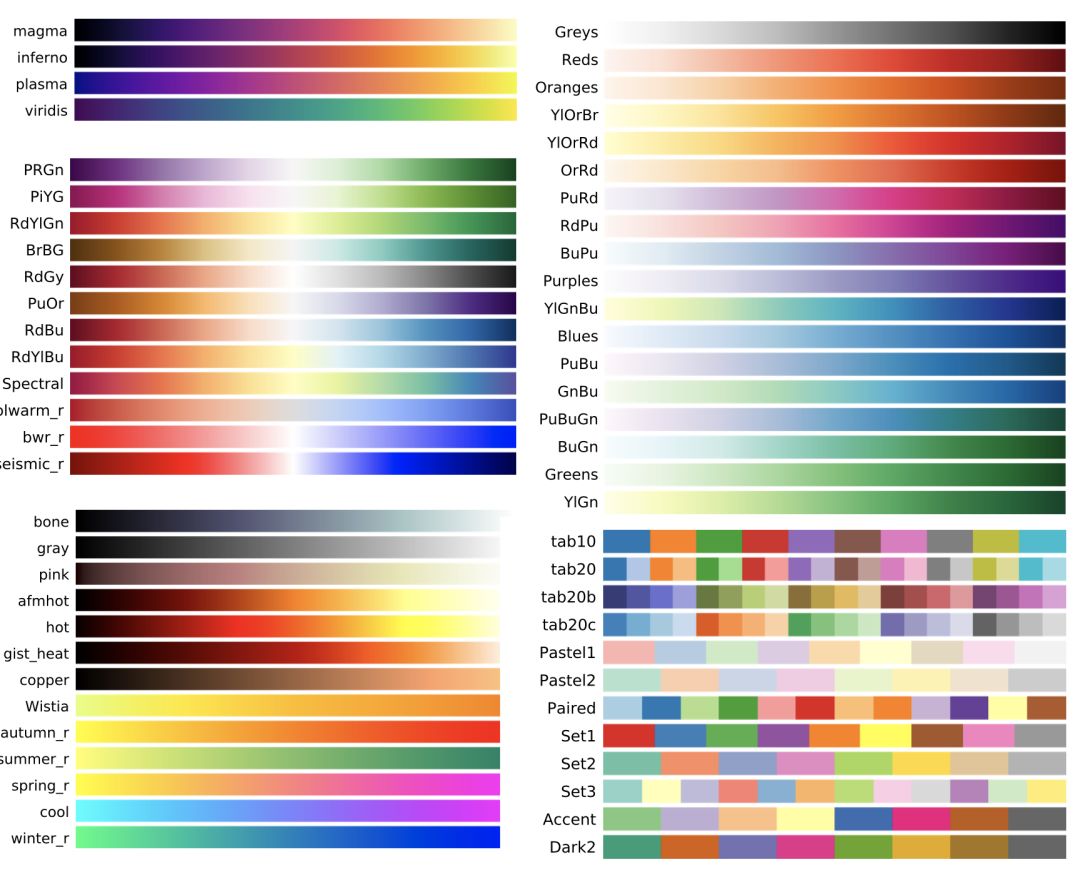 magma
inferno
plasma
viridis
PRGn
PiYG
RdYlGn
BrBG
RdGy
PuOr
RdBu
RdYlBu
Spectral
olwarm_r
bwr_r
seismic_r
bone
gray
pink
afmhot
hot
gist_heat
copper
Wistia
autumn_r
summer_r
spring_r
cool
winter_r
Greys
Reds
Oranges
YlOrBr
YlOrRd
OrRd
PuRd
RdPu
BuPu
Purples
YlGnBu
Blues
PuBu
GnBu
PuBuGn
BuGn
Greens
YlGn
tab10
tab20
tab20b
tab20c
Pastel1
Pastel2
Paired
Set1
Set2
Set3
Accent
Dark2